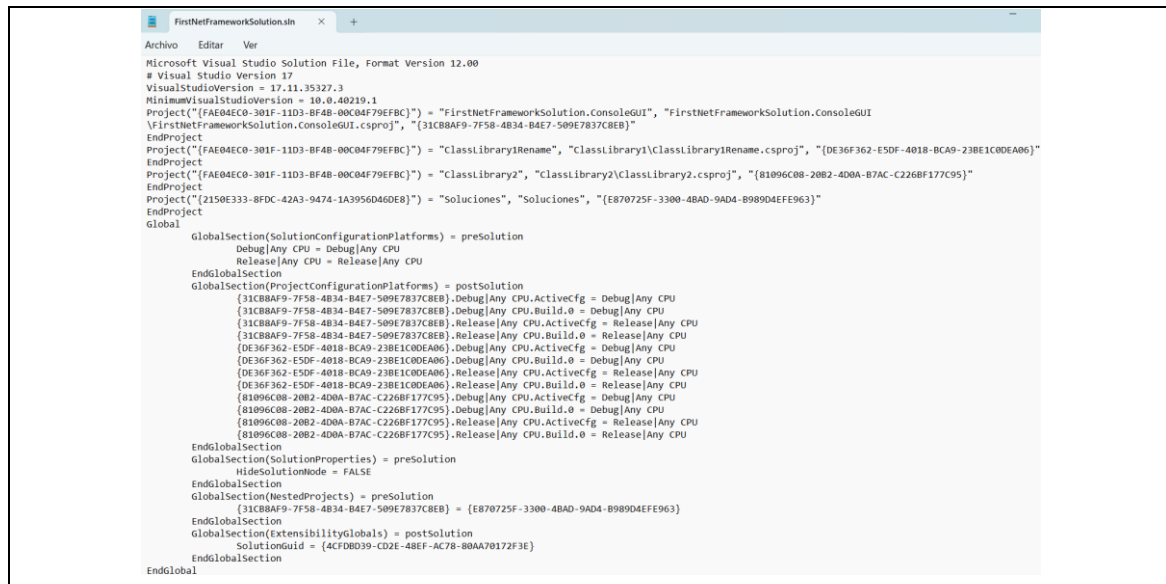 FirstNetFrameworkSolution.sln
Archivo Editar Ver
Microsoft Visual Studio Solution File, Format Version 12.00
# Visual Studio Version 17
VisualStudioVersion = 17.11.35327.3
MinimumVisualStudioVersion = 10.0.40219.1
Project("{FAE04EC0-301F-11D3-BF4B-00C04F79EFBC}") = "FirstNetFrameworkSolution.ConsoleGUI", "FirstNetFrameworkSolution.ConsoleGUI
\FirstNetFrameworkSolution.ConsoleGUI.csproj", "{31CB8AF9-7F58-4B34-B4E7-509E7837C8EB}"
EndProject
Project("{FAE04EC0-301F-11D3-BF4B-00C04F79EFBC}") = "ClassLibrary1Rename", "ClassLibrary1\ClassLibrary1Rename.csproj", "{DE36F362-E5DF-4018-BCA9-23BE1C0DEA06}"
EndProject
Project("{FAE04EC0-301F-11D3-BF4B-00C04F79EFBC}") = "ClassLibrary2", "ClassLibrary2\ClassLibrary2.csproj", "{81096C08-20B2-4D0A-B7AC-C226BF177C95}"
EndProject
Project("{2150E333-8FDC-42A3-9474-1A3956D46DE8}") = "Soluciones", "Soluciones", "{E870725F-3300-4BAD-9AD4-B989D4EFE963}"
EndProject
Global
GlobalSection(SolutionConfigurationPlatforms) = preSolution
Debug|Any CPU = Debug|Any CPU
Release|Any CPU = Release|Any CPU
EndGlobalSection
GlobalSection(ProjectConfigurationPlatforms) = postSolution
{31CB8AF9-7F58-4B34-B4E7-509E7837C8EB}.Debug|Any CPU.ActiveCfg = Debug|Any CPU
{31CB8AF9-7F58-4B34-B4E7-509E7837C8EB}.Debug|Any CPU.Build.0 = Debug|Any CPU
{31CB8AF9-7F58-4B34-B4E7-509E7837C8EB}.Release|Any CPU.ActiveCfg = Release|Any CPU
{31CB8AF9-7F58-4B34-B4E7-509E7837C8EB}.Release|Any CPU.Build.0 = Release|Any CPU
{DE36F362-E5DF-4018-BCA9-23BE1C0DEA06}.Debug|Any CPU.ActiveCfg = Debug|Any CPU
{DE36F362-E5DF-4018-BCA9-23BE1C0DEA06}.Debug|Any CPU.Build.0 = Debug|Any CPU
{DE36F362-E5DF-4018-BCA9-23BE1C0DEA06}.Release|Any CPU.ActiveCfg = Release|Any CPU
{DE36F362-E5DF-4018-BCA9-23BE1C0DEA06}.Release|Any CPU.Build.0 = Release|Any CPU
{81096C08-20B2-4D0A-B7AC-C226BF177C95}.Debug|Any CPU.ActiveCfg = Debug|Any CPU
{81096C08-20B2-4D0A-B7AC-C226BF177C95}.Debug|Any CPU.Build.0 = Debug|Any CPU
{81096C08-20B2-4D0A-B7AC-C226BF177C95}.Release|Any CPU.ActiveCfg = Release|Any CPU
{81096C08-20B2-4D0A-B7AC-C226BF177C95}.Release|Any CPU.Build.0 = Release|Any CPU
EndGlobalSection
GlobalSection(SolutionProperties) = preSolution
HideSolutionNode = FALSE
EndGlobalSection
GlobalSection(NestedProjects) = preSolution
{31CB8AF9-7F58-4B34-B4E7-509E7837C8EB} = {E870725F-3300-4BAD-9AD4-B989D4EFE963}
EndGlobalSection
GlobalSection(ExtensibilityGlobals) = postSolution
SolutionGuid = {4CFDBD39-CD2E-48EF-AC78-80AA70172F3E}
EndGlobalSection
EndGlobal